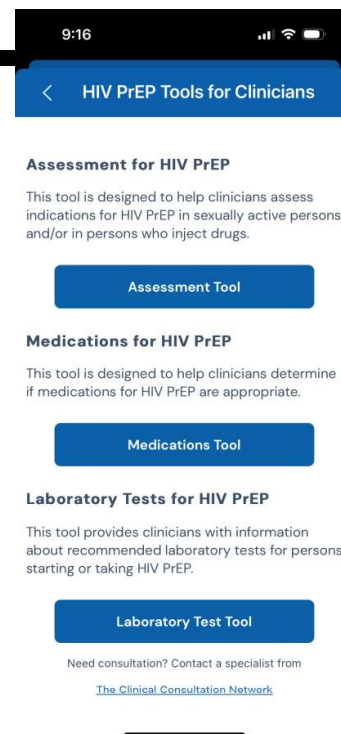 9:16
HIV PrEP Tools for Clinicians
Assessment for HIV PrEP
This tool is designed to help clinicians assess
indications for HIV PrEP in sexually active persons
and/or in persons who inject drugs.
Assessment Tool
Medications for HIV PrEP
This tool is designed to help clinicians determine
if medications for HIV PrEP are appropriate.
Medications Tool
Laboratory Tests for HIV PrEP
This tool provides clinicians with information
about recommended laboratory tests for persons
starting or taking HIV PrEP.
Laboratory Test Tool
Need consultation? Contact a specialist from
The Clinical Consultation Network